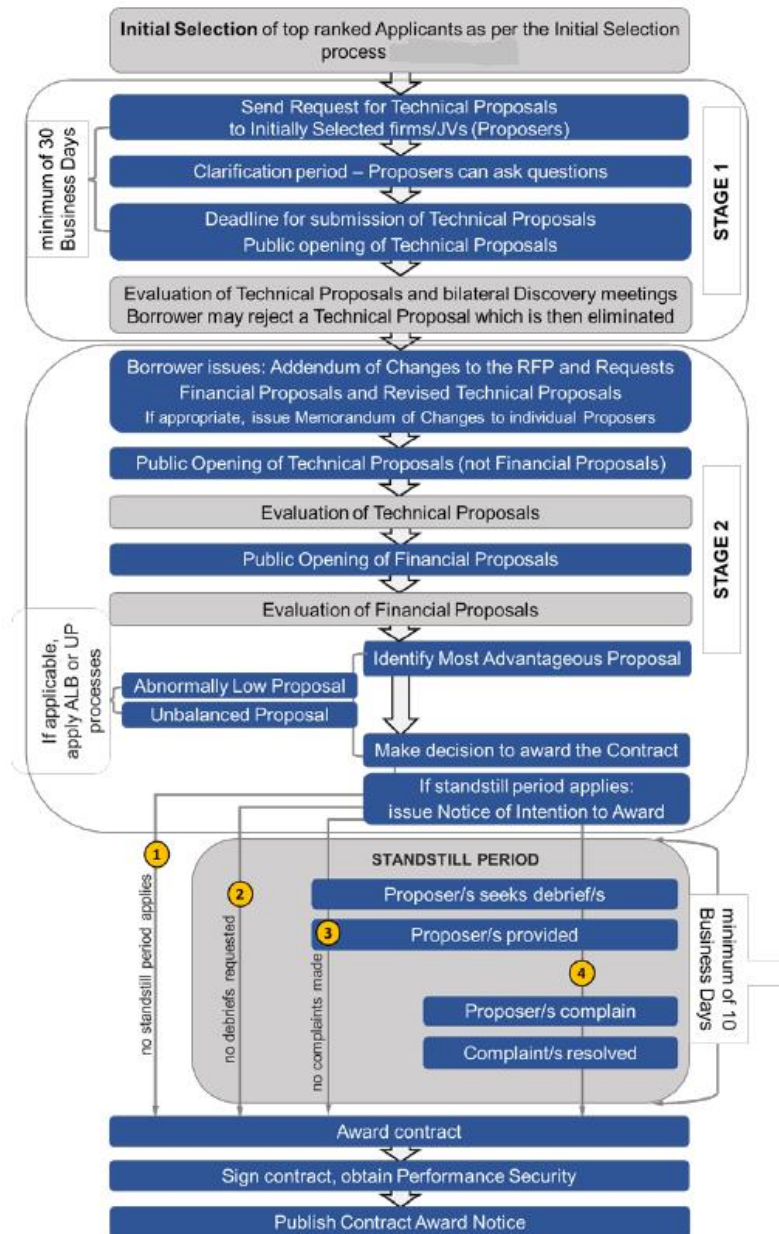 Initial Selection of top ranked Applicants as per the Initial Selection
process
Send Request for Technical Proposals
to Initially Selected firms/JVs (Proposers)
minimum of 30
Business Days
Clarification period – Proposers can ask questions
STAGE 1
Deadline for submission of Technical Proposals
Public opening of Technical Proposals
Evaluation of Technical Proposals and bilateral Discovery meetings
Borrower may reject a Technical Proposal which is then eliminated
Borrower issues: Addendum of Changes to the RFP and Requests
Financial Proposals and Revised Technical Proposals
If appropriate, issue Memorandum of Changes to individual Proposers
Public Opening of Technical Proposals (not Financial Proposals)
Evaluation of Technical Proposals
STAGE 2
Public Opening of Financial Proposals
Evaluation of Financial Proposals
Identify Most Advantageous Proposal
If applicable,
apply ALB or UP
processes
Abnormally Low Proposal
Unbalanced Proposal
Make decision to award the Contract
If standstill period applies:
issue Notice of Intention to Award
1
no standstill period applies
2
no debriefs requested
3
no complaints made
4
STANDSTILL PERIOD
Proposer/s seeks debrief/s
Proposer/s provided
minimum of 10
Business Days
Proposer/s complain
Complaint/s resolved
Award contract
Sign contract, obtain Performance Security
Publish Contract Award Notice